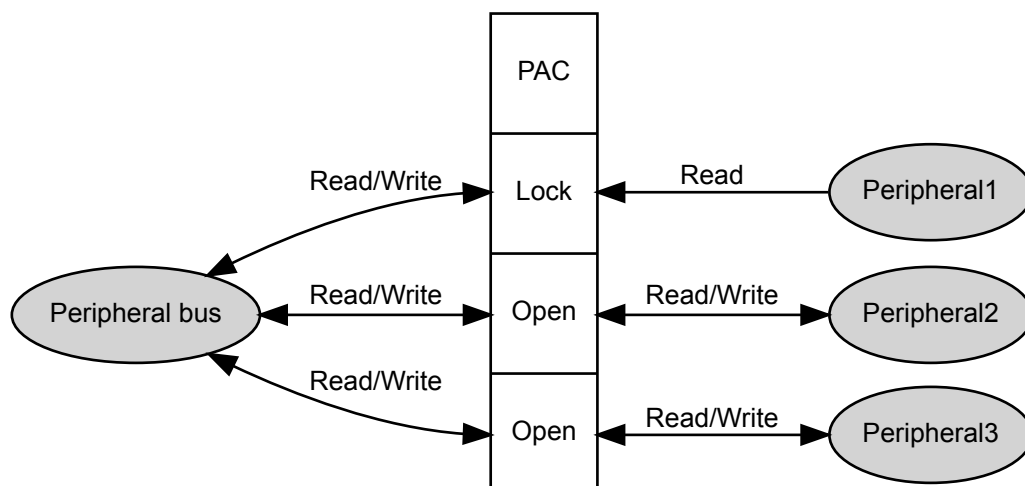 PAC
Read/Write
Lock
Read
Peripheral1
Peripheral bus
Read/Write
Open
Read/Write
Peripheral2
Read/Write
Open
Read/Write
Peripheral3